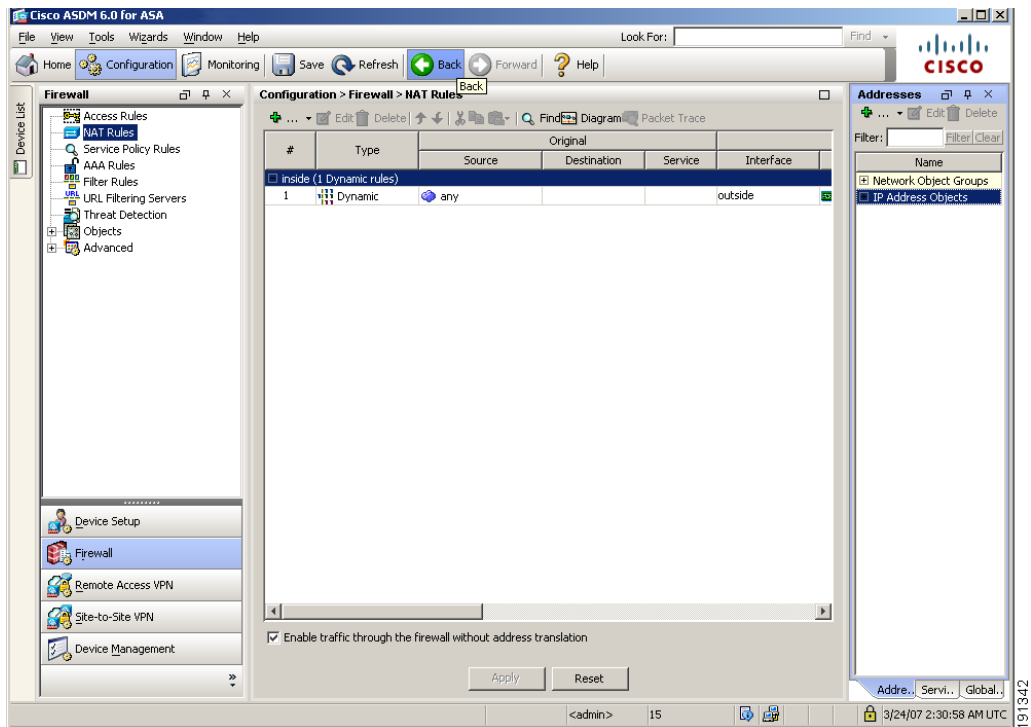 Cisco ASDM 6.0 for ASA
File View Tools Wizards Window Help
Look For:
Find
Home Configuration Monitoring Save Refresh Back Forward Help
CISCO
Back
Device List
Firewall
Access Rules
NAT Rules
Service Policy Rules
AAA Rules
Filter Rules
URL URL Filtering Servers
Threat Detection
Objects
Advanced
Device Setup
Firewall
Remote Access VPN
Site-to-Site VPN
Device Management
»
Configuration > Firewall > NAT Rules
... Edit Delete Find Diagram Packet Trace
# Type Original
Source Destination Service Interface
inside (1 Dynamic rules)
1 Dynamic any outside
Enable traffic through the firewall without address translation
Apply Reset
Addresses
... Edit Delete
Filter: Filter Clear
Name
Network Object Groups
IP Address Objects
Addre.. Servi.. Global..
<admin> 15 3/24/07 2:30:58 AM UTC
191342